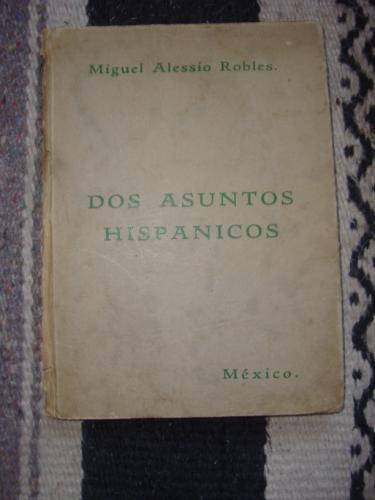 Miguel Alessio Robles.
DOS ASUNTOS
HISPANICOS
México.